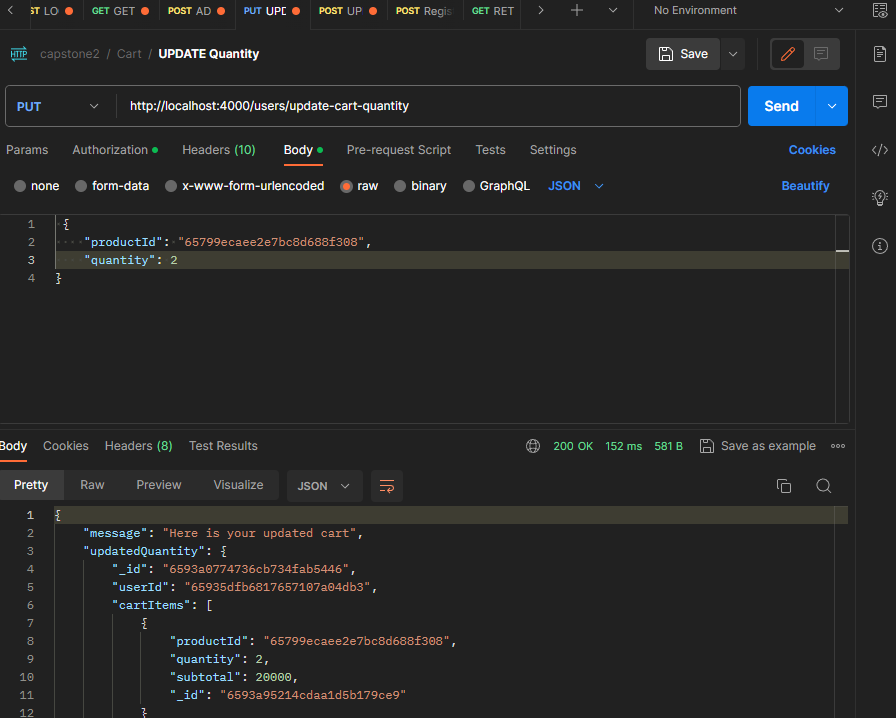 ST LO GET GET POST AD PUT UPD POST UP POST Regis GET RET No Environment
HTTP capstone2 / Cart / UPDATE Quantity Save
PUT http://localhost:4000/users/update-cart-quantity Send
Params Authorization Headers (10) Body Pre-request Script Tests Settings Cookies
none form-data x-www-form-urlencoded raw binary GraphQL JSON Beautify
1 {
2 "productId": "65799ecaee2e7bc8d688f308",
3 "quantity": 2
4 }
Body Cookies Headers (8) Test Results 200 OK 152 ms 581 B Save as example
Pretty Raw Preview Visualize JSON
1 {
2 "message": "Here is your updated cart",
3 "updatedQuantity": {
4 "_id": "6593a0774736cb734fab5446",
5 "userId": "65935dfb6817657107a04db3",
6 "cartItems": [
7 {
8 "productId": "65799ecaee2e7bc8d688f308",
9 "quantity": 2,
10 "subtotal": 20000,
11 "_id": "6593a95214cdaa1d5b179ce9"
12 }